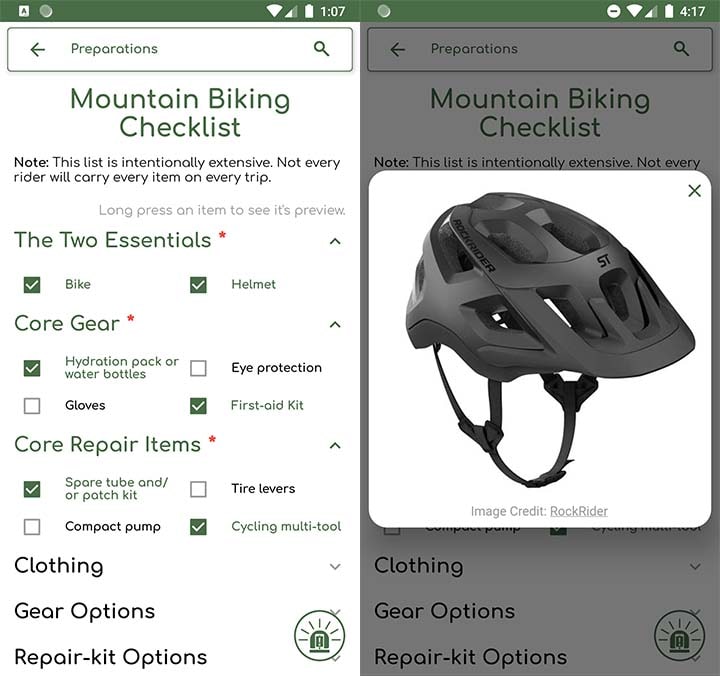 1:07
Preparations
Mountain Biking
Checklist
Note: This list is intentionally extensive. Not every
rider will carry every item on every trip.
Long press an item to see it's preview.
The Two Essentials *
Bike
Helmet
Core Gear *
Hydration pack or
water bottles
Eye protection
Gloves
First-aid Kit
Core Repair Items *
Spare tube and/
or patch kit
Tire levers
Compact pump
Cycling multi-tool
Clothing
Gear Options
Repair-kit Options
4:17
Preparations
Mountain Biking
Checklist
Note: This list is intentionally extensive. Not every
ROCKRIDER
ST
Image Credit: RockRider
Compact pump
Cycling multi-tool
Clothing
Gear Options
Repair-kit Options